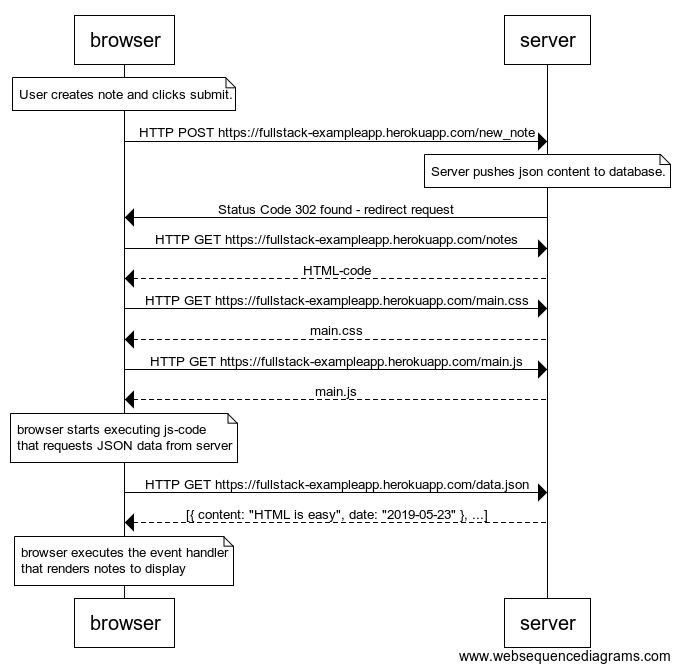 browser
server
User creates note and clicks submit.
HTTP POST https://fullstack-exampleapp.herokuapp.com/new_note
Server pushes json content to database.
Status Code 302 found - redirect request
HTTP GET https://fullstack-exampleapp.herokuapp.com/notes
HTML-code
HTTP GET https://fullstack-exampleapp.herokuapp.com/main.css
main.css
HTTP GET https://fullstack-exampleapp.herokuapp.com/main.js
main.js
browser starts executing js-code
that requests JSON data from server
HTTP GET https://fullstack-exampleapp.herokuapp.com/data.json
[{ content: "HTML is easy", date: "2019-05-23" }, ...]
browser executes the event handler
that renders notes to display
browser
server
www.websequencediagrams.com